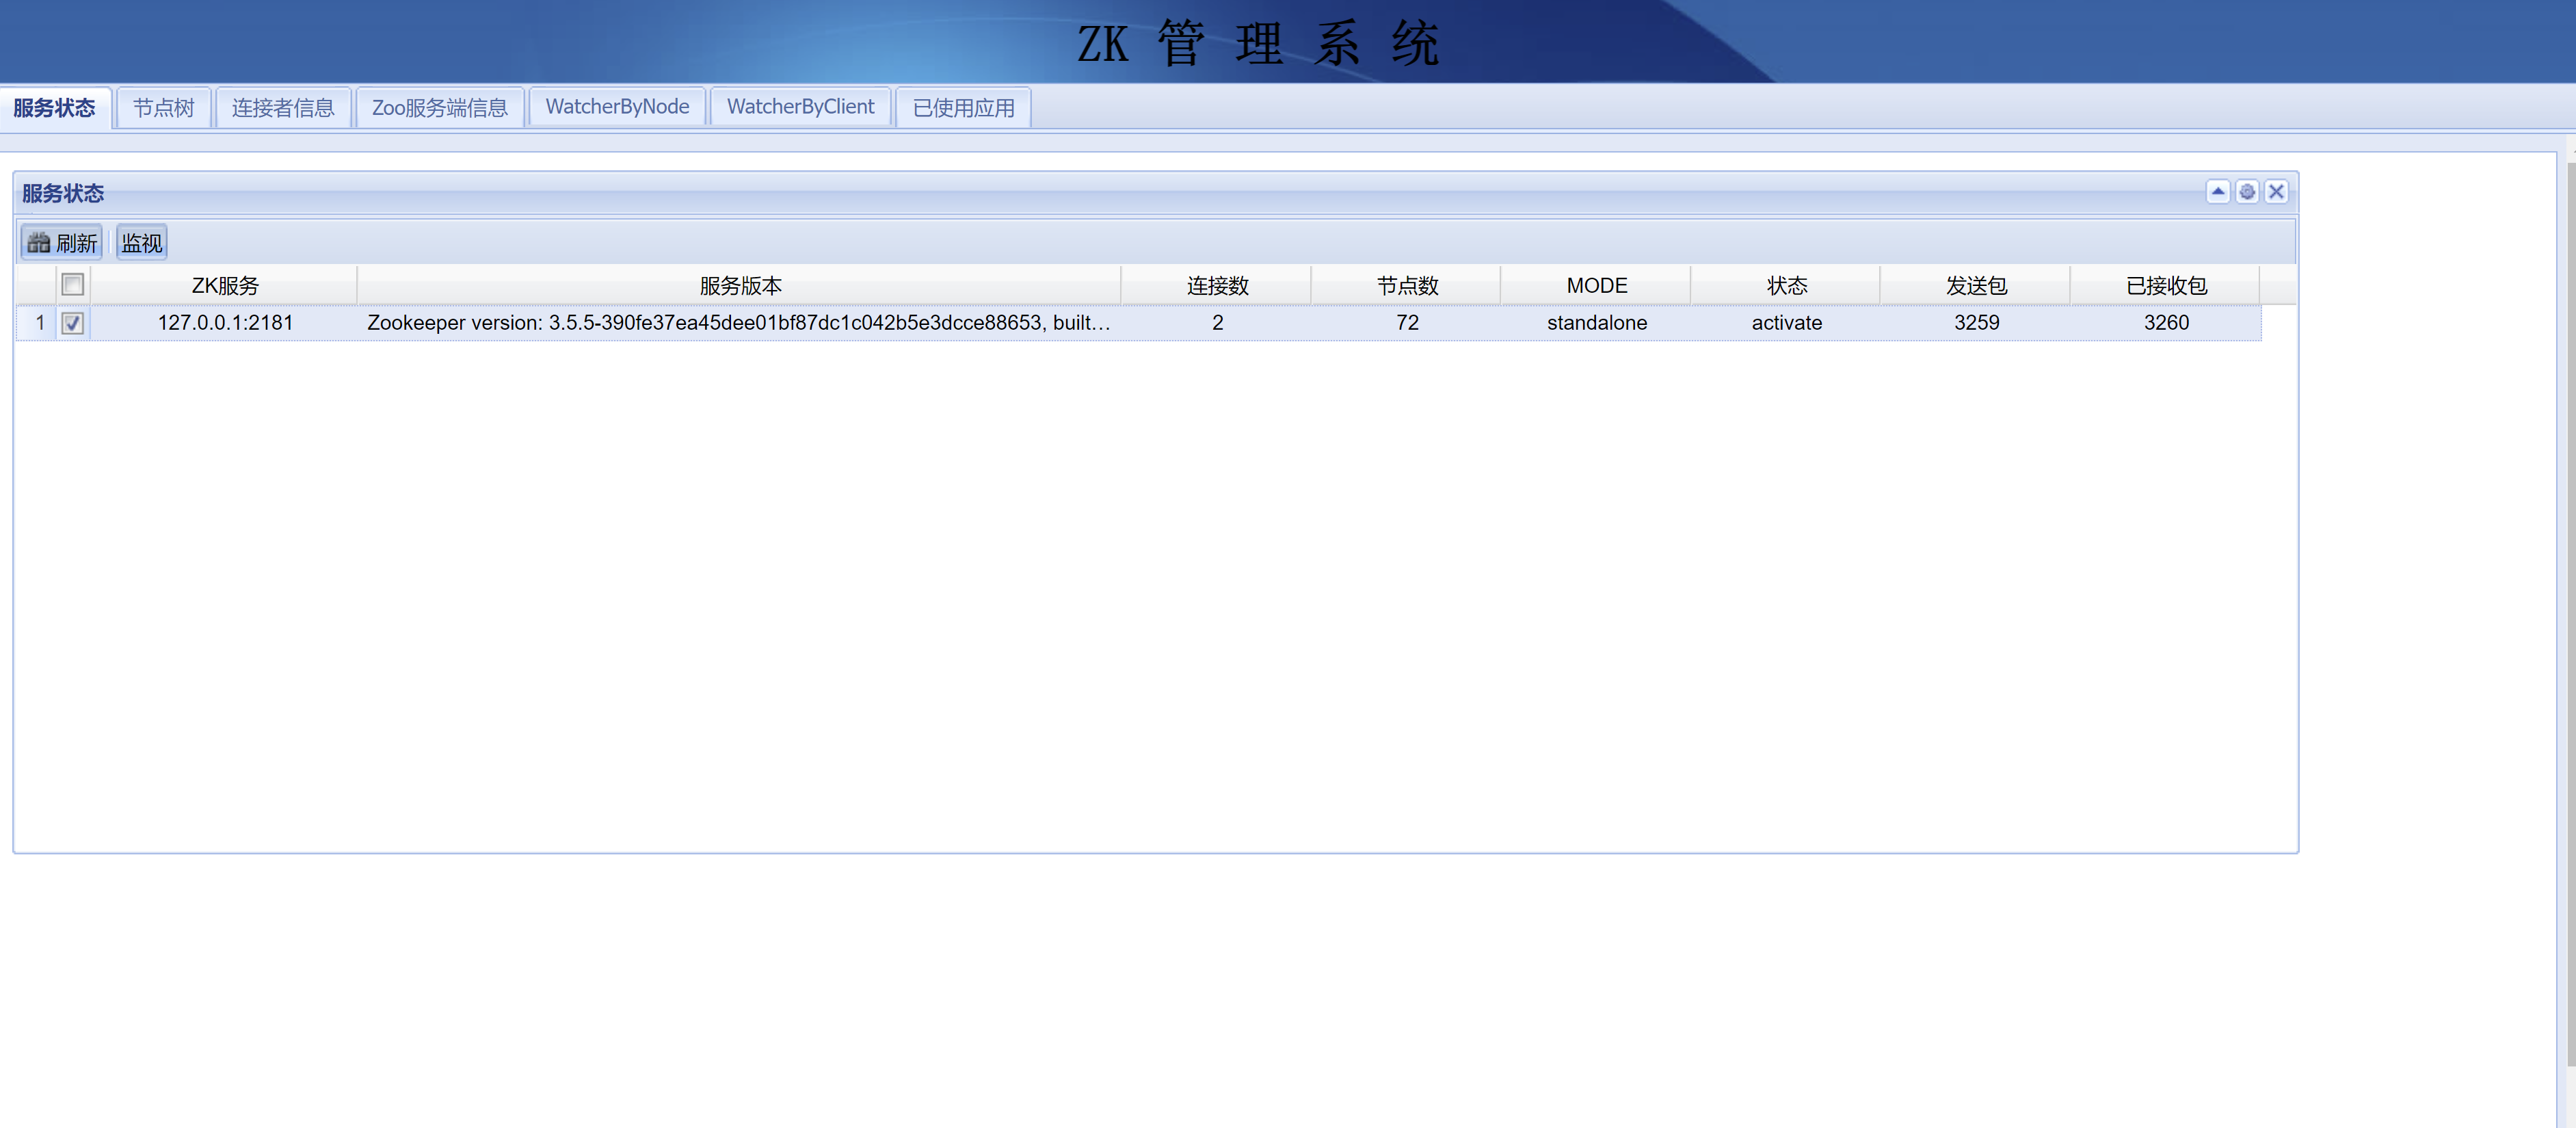 ZK 管 理 系 统
服务状态 节点树 连接者信息 Zoo服务端信息 WatcherByNode WatcherByClient 已使用应用
服务状态
刷新 监视
ZK服务 服务版本 连接数 节点数 MODE 状态 发送包 已接收包
1 127.0.0.1:2181 Zookeeper version: 3.5.5-390fe37ea45dee01bf87dc1c042b5e3dcce88653, built... 2 72 standalone activate 3259 3260